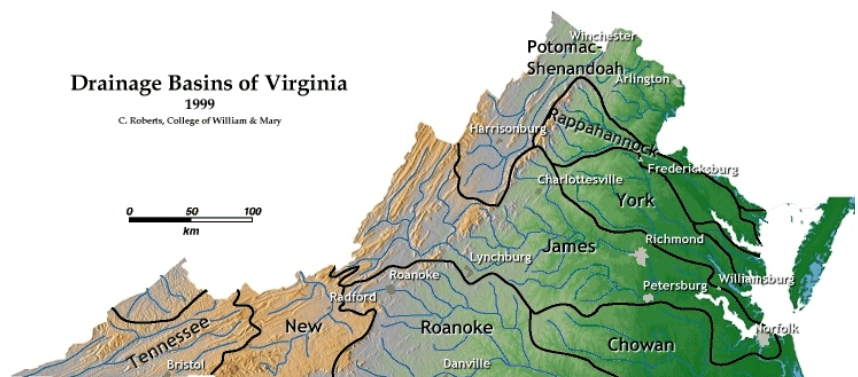 Winchester
Potomac-
Shenandoah
Arlington
Drainage Basins of Virginia
1999
C. Roberts, College of William & Mary
Harrisonburg
Rappahannock
Fredericksburg
Charlottesville
York
0 50 100
km
James
Richmond
Lynchburg
Roanoke
Williamsburg
Petersburg
Radford
Tennessee
New
Roanoke
Norfolk
Chowan
Bristol
Danville